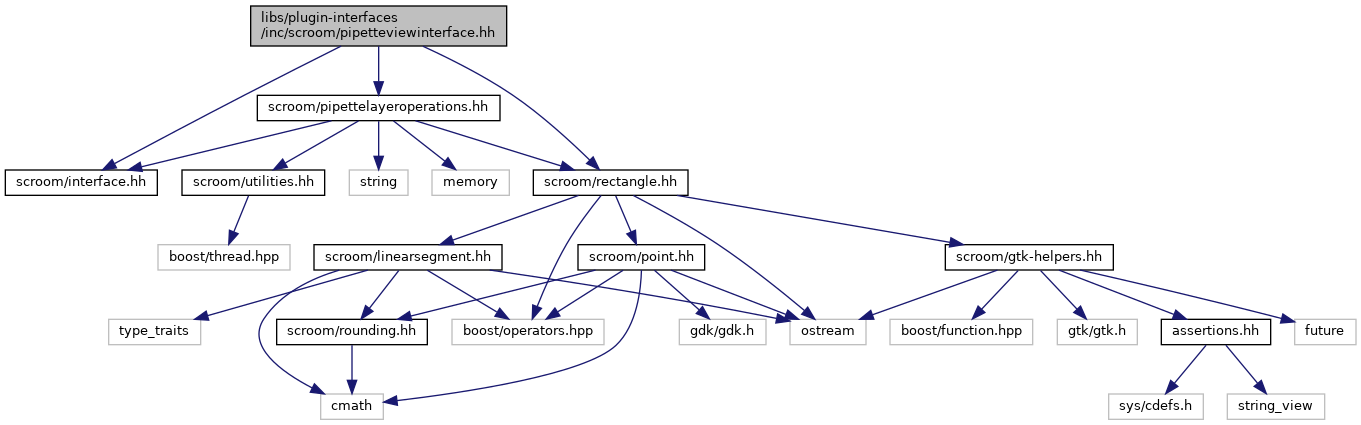 libs/plugin-interfaces
/inc/scroom/pipetteviewinterface.hh
scroom/pipettelayeroperations.hh
scroom/interface.hh
scroom/utilities.hh
string
memory
scroom/rectangle.hh
boost/thread.hpp
scroom/linearsegment.hh
scroom/point.hh
scroom/gtk-helpers.hh
type_traits
scroom/rounding.hh
boost/operators.hpp
gdk/gdk.h
ostream
boost/function.hpp
gtk/gtk.h
assertions.hh
future
cmath
sys/cdefs.h
string_view